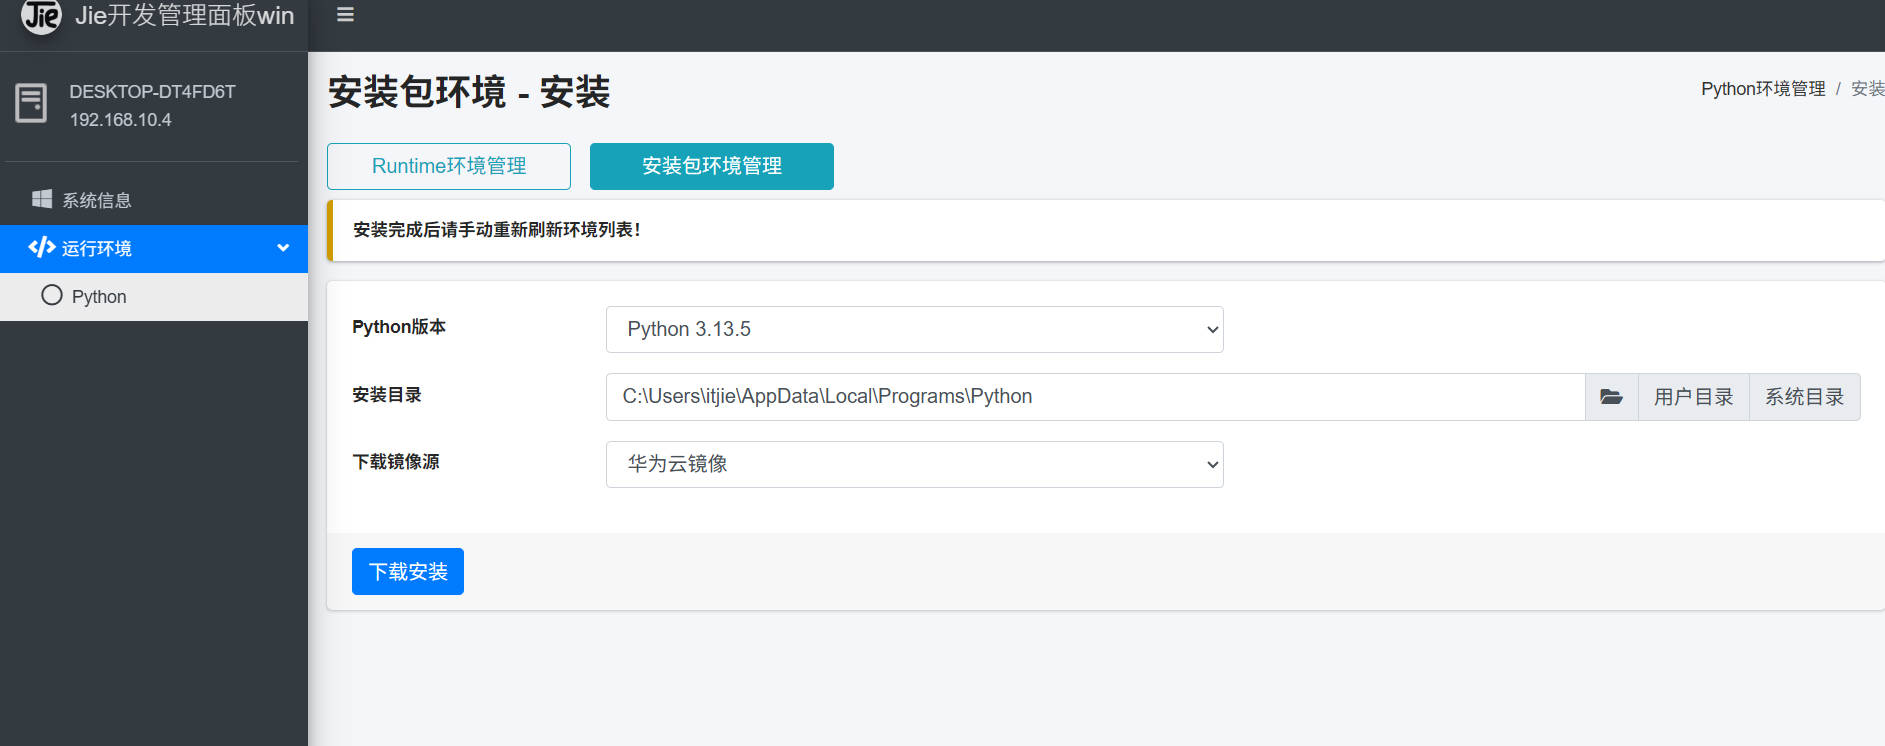 Jie Jie开发管理面板win
DESKTOP-DT4FD6T
192.168.10.4
系统信息
运行环境
Python
安装包环境 - 安装
Python环境管理 / 安装
Runtime环境管理
安装包环境管理
安装完成后请手动重新刷新环境列表！
Python版本
Python 3.13.5
安装目录
C:\Users\itjie\AppData\Local\Programs\Python
用户目录
系统目录
下载镜像源
华为云镜像
下载安装